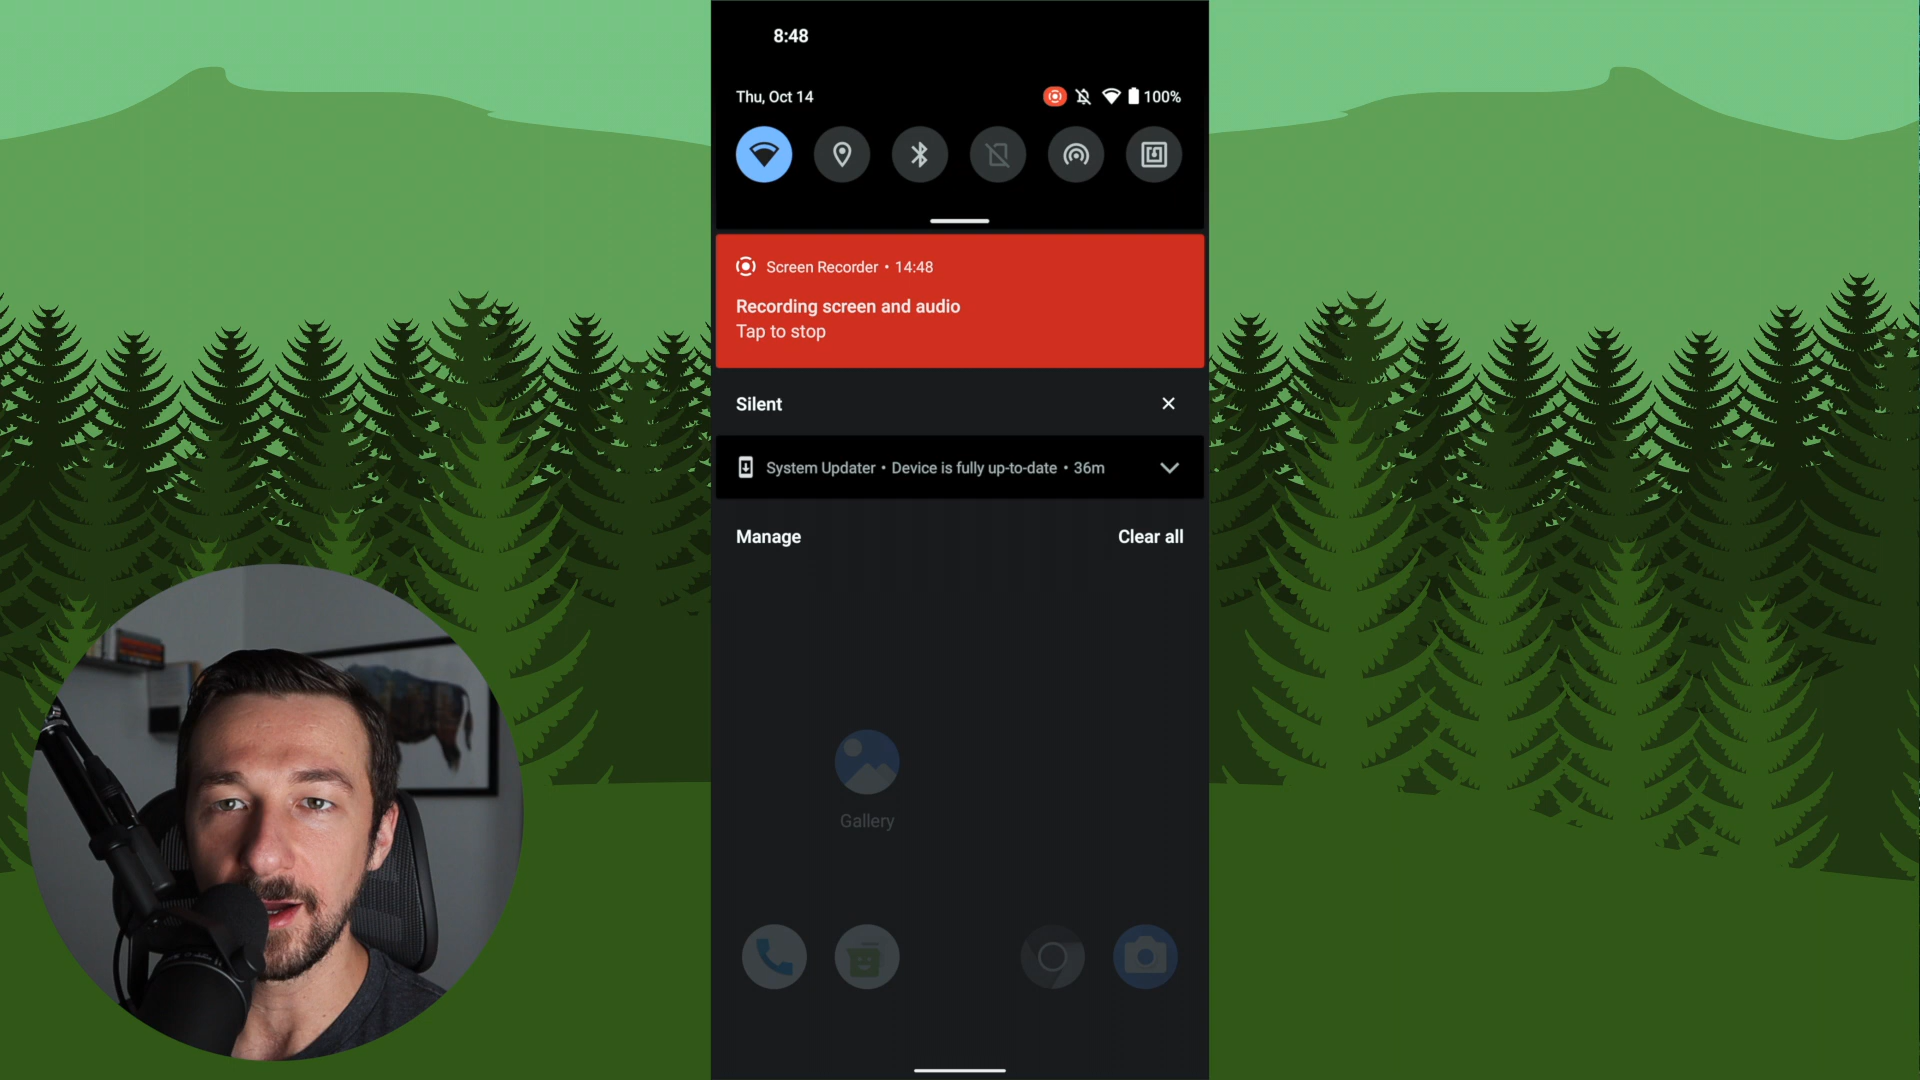 8:48
Thu, Oct 14
100%
Screen Recorder • 14:48
Recording screen and audio
Tap to stop
Silent
System Updater • Device is fully up-to-date • 36m
Manage
Clear all
Gallery